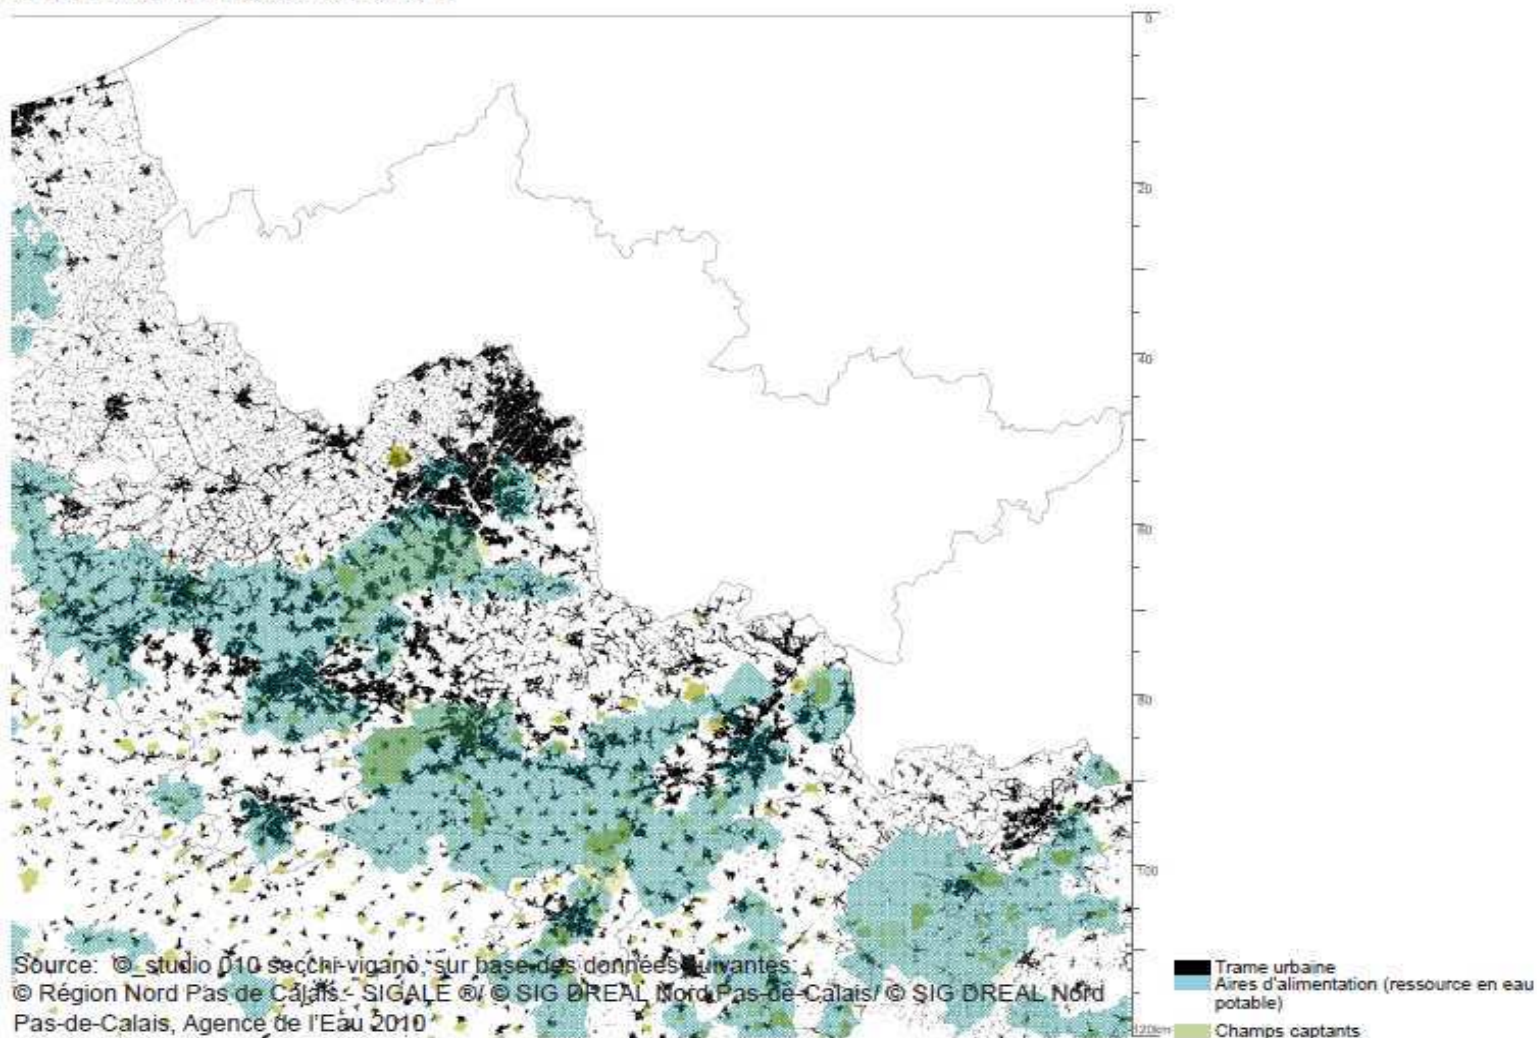 0
20
40
60
80
100
120km
Source: © studio 010 secchi-viganò, sur base des données suivantes:
© Région Nord Pas de Calais - SIGALE ®/ © SIG DREAL Nord Pas-de-Calais/ © SIG DREAL Nord
Pas-de-Calais, Agence de l'Eau 2010
Trame urbaine
Aires d'alimentation (ressource en eau
potable)
Champs captants